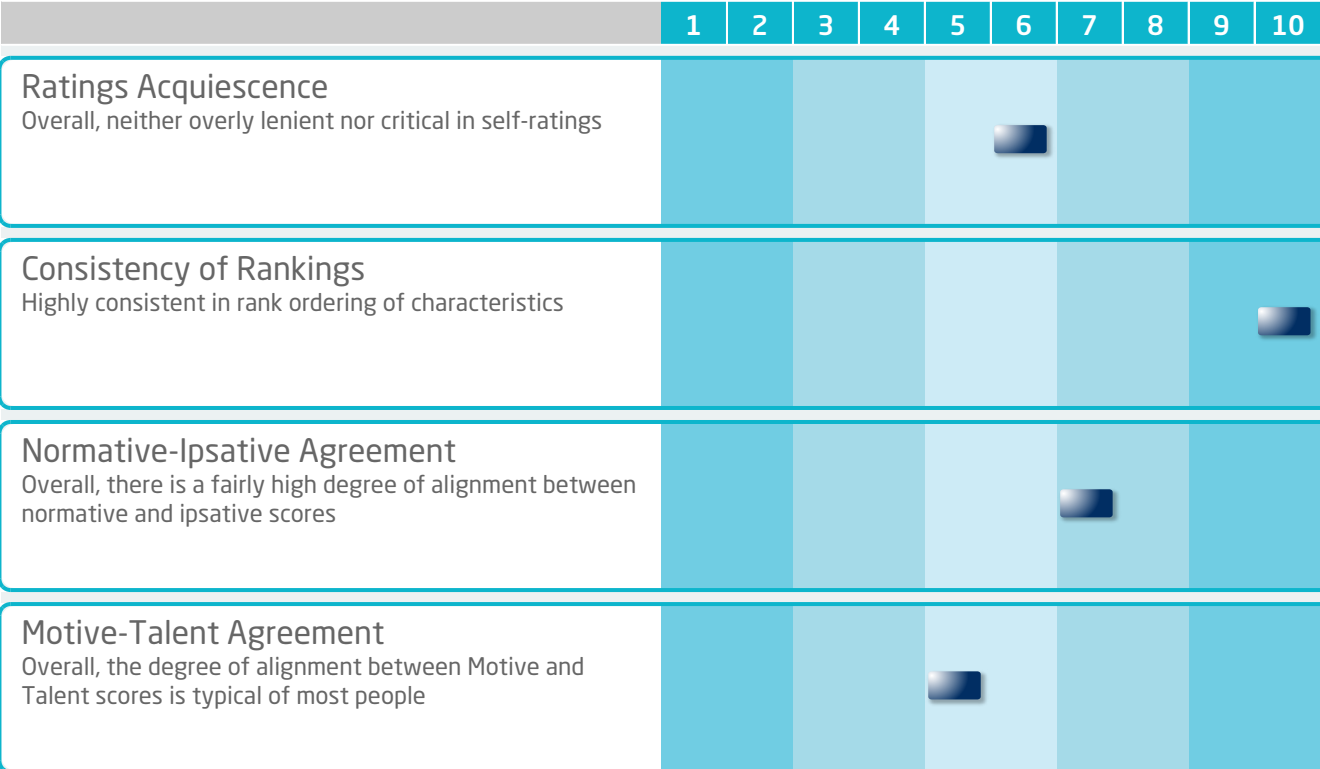 1 2 3 4 5 6 7 8 9 10
Ratings Acquiescence
Overall, neither overly lenient nor critical in self-ratings
Consistency of Rankings
Highly consistent in rank ordering of characteristics
Normative-Ipsative Agreement
Overall, there is a fairly high degree of alignment between
normative and ipsative scores
Motive-Talent Agreement
Overall, the degree of alignment between Motive and
Talent scores is typical of most people